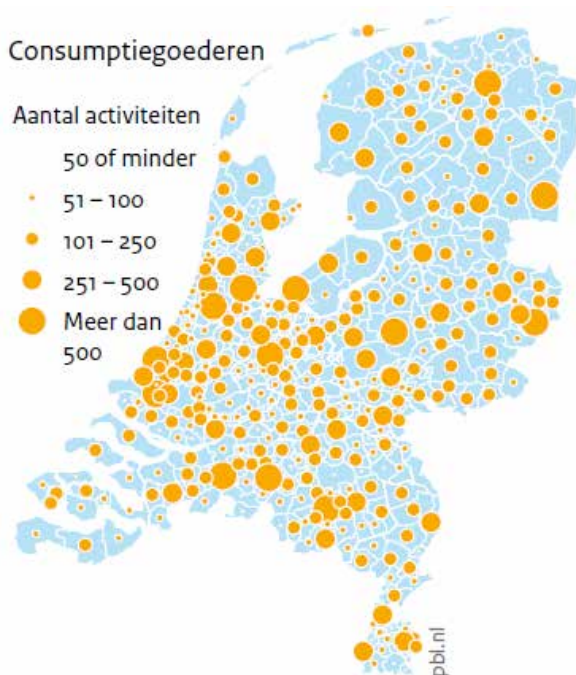 Consumptiegoederen
Aantal activiteiten
50 of minder
51 – 100
101 – 250
251 – 500
Meer dan
500
pbl.nl